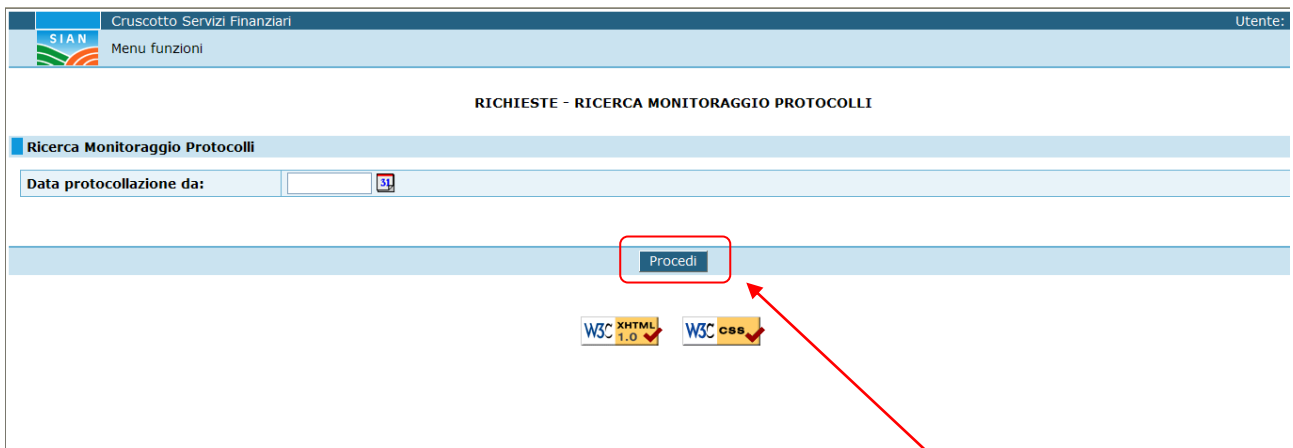 Cruscotto Servizi Finanziari Utente:
SIAN Menu funzioni
RICHIESTE - RICERCA MONITORAGGIO PROTOCOLLI
Ricerca Monitoraggio Protocolli
Data protocollazione da: 31
Procedi
W3C XHTML 1.0 W3C css